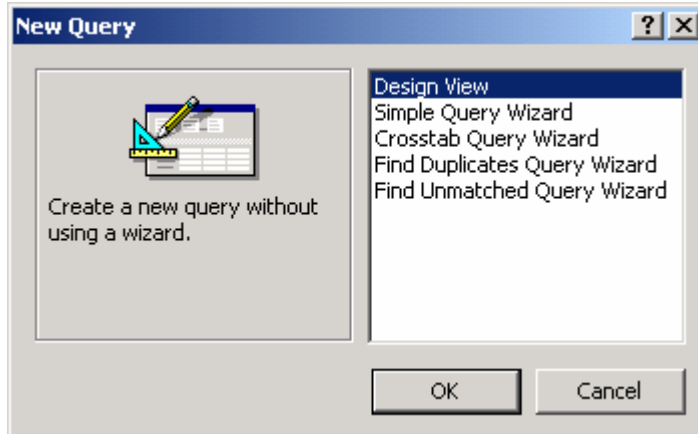 New Query
Create a new query without
using a wizard.
Design View
Simple Query Wizard
Crosstab Query Wizard
Find Duplicates Query Wizard
Find Unmatched Query Wizard
OK
Cancel